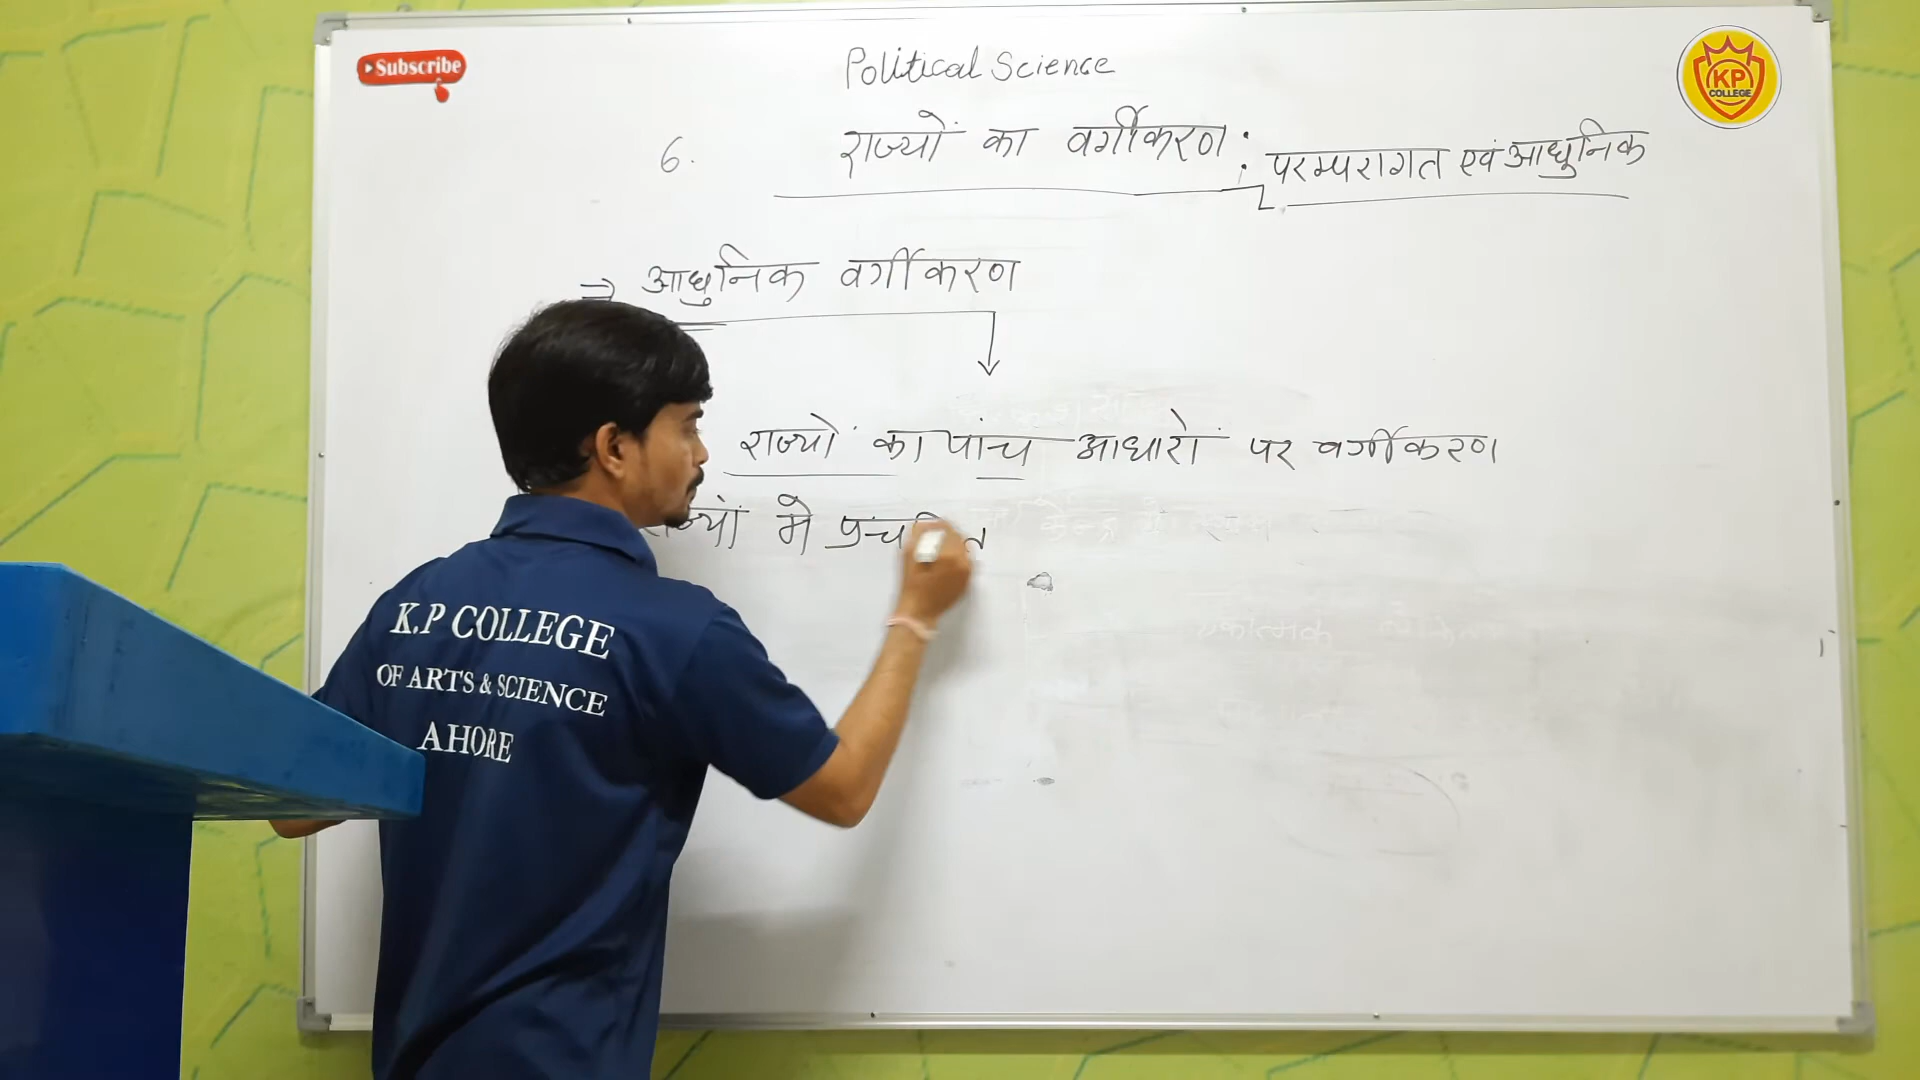 Subscribe
Political Science
KP
COLLEGE
6. राज्यों का वर्गीकरण : परम्परागत एवं आधुनिक
⇒ आधुनिक वर्गीकरण
राज्यों का पांच आधारों पर वर्गीकरण
में
K.P COLLEGE
OF ARTS & SCIENCE
AHORE